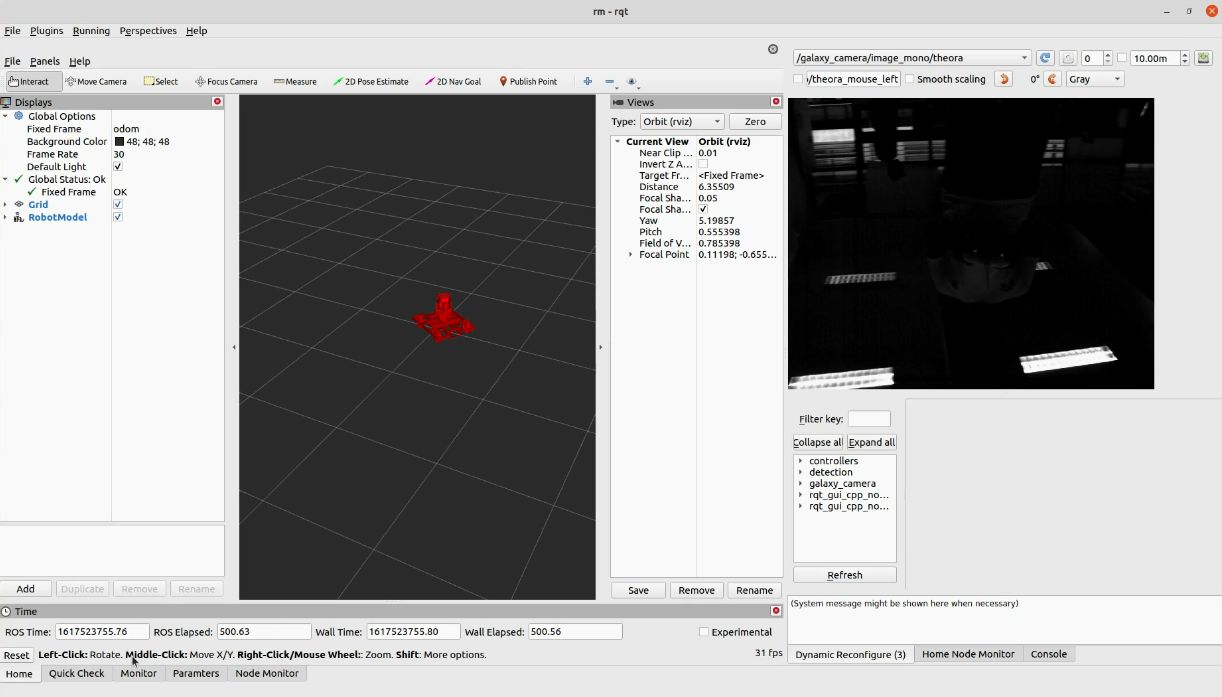 rm - rqt
File Plugins Running Perspectives Help
File Panels Help
Interact Move Camera Select Focus Camera Measure 2D Pose Estimate 2D Nav Goal Publish Point
Displays
Global Options
Fixed Frame odom
Background Color 48; 48; 48
Frame Rate 30
Default Light
Global Status: Ok
Fixed Frame OK
Grid
RobotModel
Add Duplicate Remove Rename
Views
Type: Orbit (rviz) Zero
Current View Orbit (rviz)
Near Clip ... 0.01
Invert Z A...
Target Fr... <Fixed Frame>
Distance 6.35509
Focal Sha... 0.05
Focal Sha...
Yaw 5.19857
Pitch 0.555398
Field of V... 0.785398
Focal Point 0.11198; -0.655...
Save Remove Rename
/galaxy_camera/image_mono/theora 0 10.00m
/theora_mouse_left Smooth scaling 0° Gray
Filter key:
Collapse all Expand all
controllers
detection
galaxy_camera
rqt_gui_cpp_no...
rqt_gui_cpp_no...
Refresh
(System message might be shown here when necessary)
Dynamic Reconfigure (3) Home Node Monitor Console
Time
ROS Time: 1617523755.76 ROS Elapsed: 500.63 Wall Time: 1617523755.80 Wall Elapsed: 500.56 Experimental
Reset Left-Click: Rotate. Middle-Click: Move X/Y. Right-Click/Mouse Wheel:: Zoom. Shift: More options. 31 fps
Home Quick Check Monitor Paramters Node Monitor